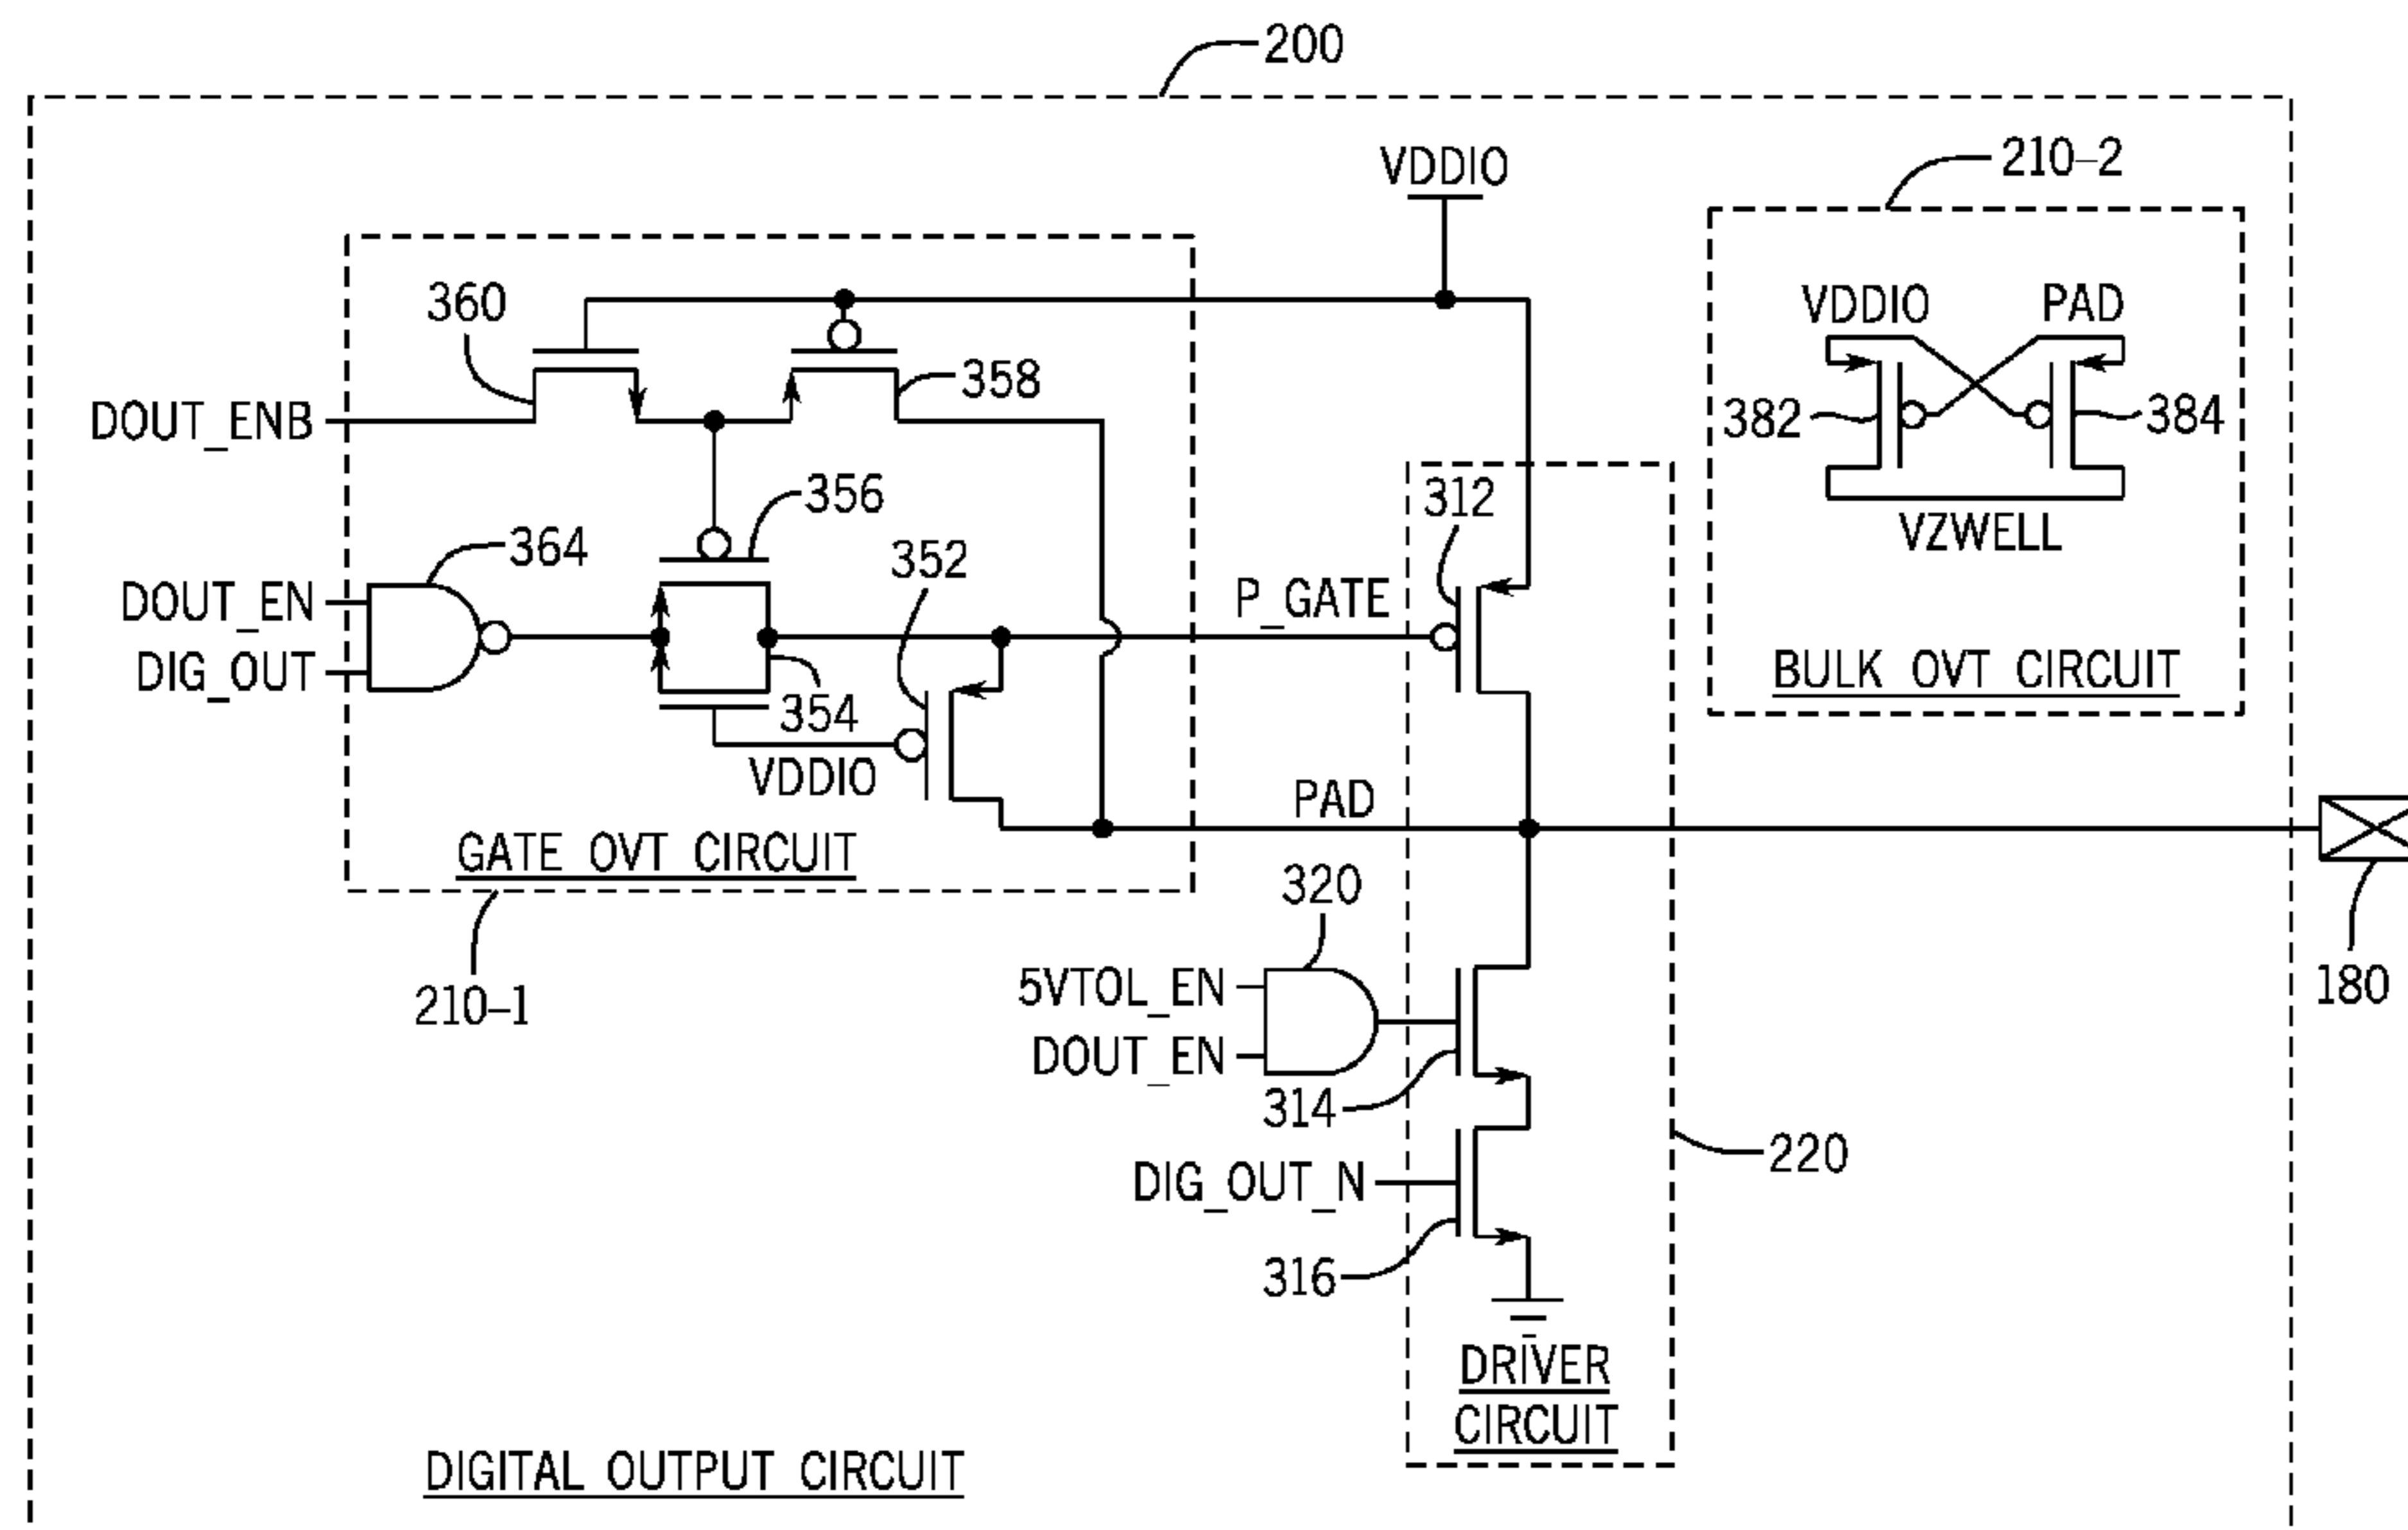 200
VDDIO
210-2
360
VDDIO
PAD
358
DOUT_ENB
382
384
356
312
364
352
VZWELL
DOUT_EN
P_GATE
DIG_OUT
354
BULK OVT CIRCUIT
VDDIO
PAD
GATE OVT CIRCUIT
320
5VTOL_EN
180
210-1
DOUT_EN
314
220
DIG_OUT_N
316
DRIVER
CIRCUIT
DIGITAL OUTPUT CIRCUIT